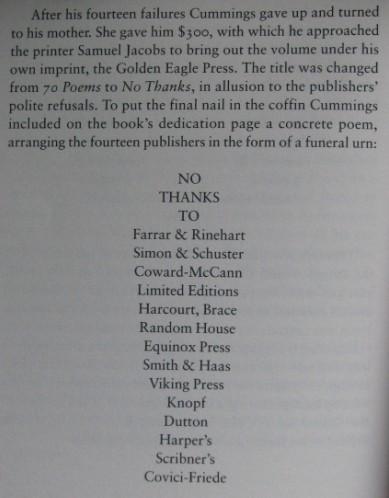 After his fourteen failures Cummings gave up and turned
to his mother. She gave him $300, with which he approached
the printer Samuel Jacobs to bring out the volume under his
own imprint, the Golden Eagle Press. The title was changed
from 70 Poems to No Thanks, in allusion to the publishers'
polite refusals. To put the final nail in the coffin Cummings
included on the book's dedication page a concrete poem,
arranging the fourteen publishers in the form of a funeral urn:
NO
THANKS
TO
Farrar & Rinehart
Simon & Schuster
Coward-McCann
Limited Editions
Harcourt, Brace
Random House
Equinox Press
Smith & Haas
Viking Press
Knopf
Dutton
Harper's
Scribner's
Covici-Friede